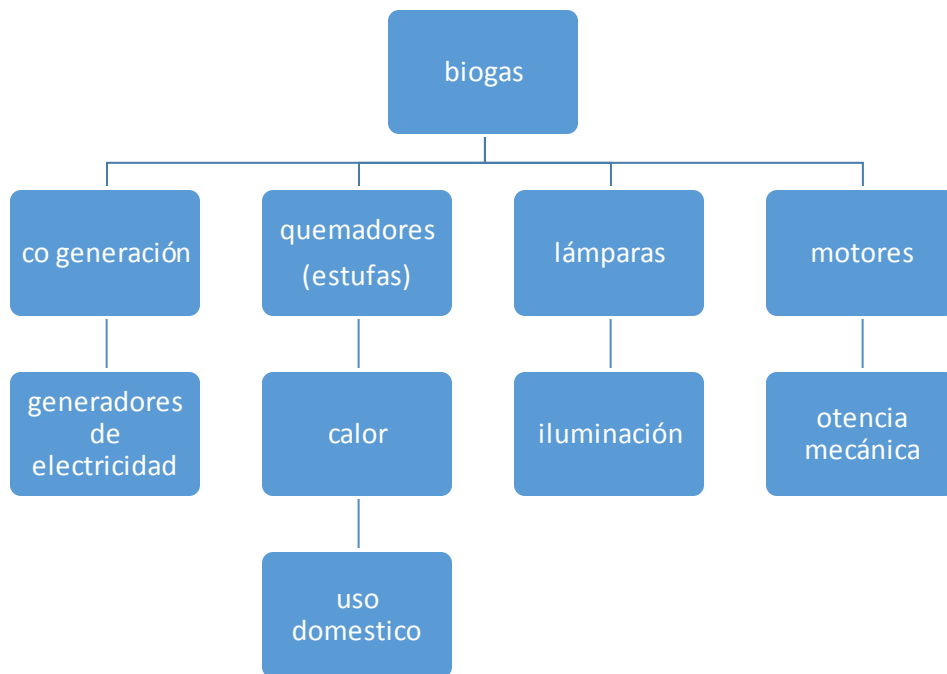 biogas
co generación
quemadores
(estufas)
lámparas
motores
generadores
de
electricidad
calor
iluminación
otencia
mecánica
uso
domestico